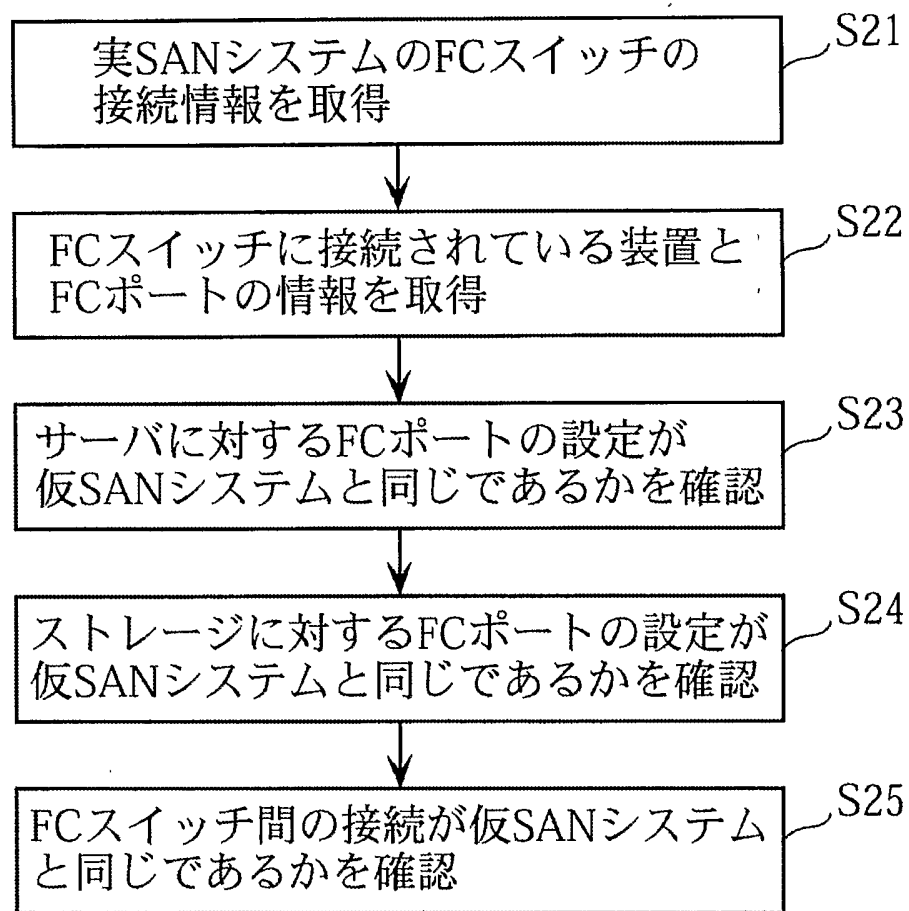 実SANシステムのFCスイッチの
接続情報を取得
S21
FCスイッチに接続されている装置と
FCポートの情報を取得
S22
サーバに対するFCポートの設定が
仮SANシステムと同じであるかを確認
S23
ストレージに対するFCポートの設定が
仮SANシステムと同じであるかを確認
S24
FCスイッチ間の接続が仮SANシステム
と同じであるかを確認
S25